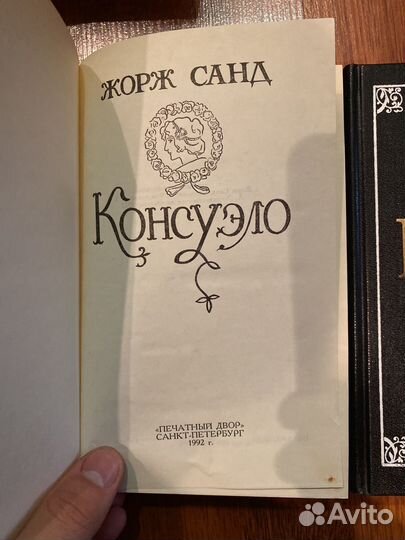 ЖОРЖ САНД
КОНСУЭЛО
«ПЕЧАТНЫЙ ДВОР»
САНКТ-ПЕТЕРБУРГ
1992 г.
Avito